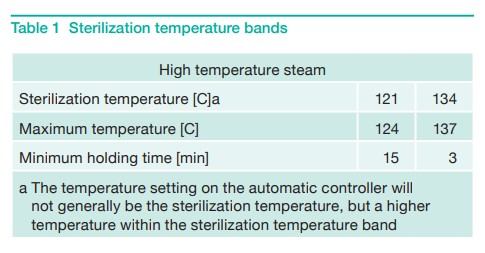 Table 1 Sterilization temperature bands
High temperature steam
Sterilization temperature [C]a 121 134
Maximum temperature [C] 124 137
Minimum holding time [min] 15 3
a The temperature setting on the automatic controller will
not generally be the sterilization temperature, but a higher
temperature within the sterilization temperature band